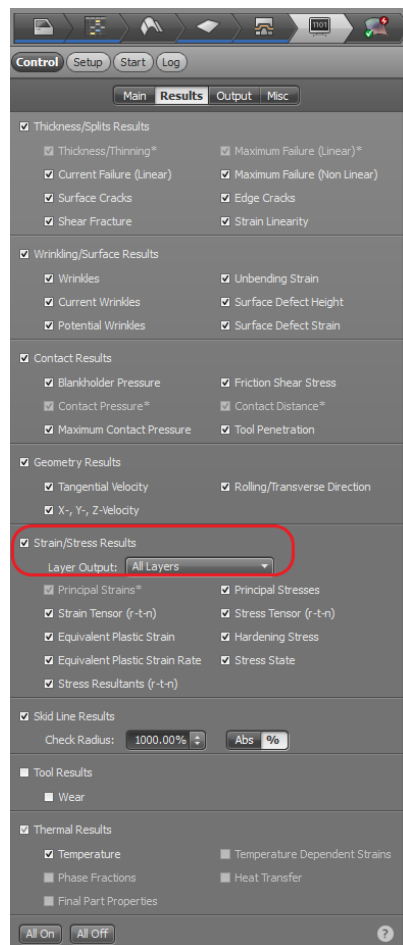 1101
Control Setup Start Log
Main Results Output Misc
Thickness/Splits Results
Thickness/Thinning* Maximum Failure (Linear)*
Current Failure (Linear) Maximum Failure (Non Linear)
Surface Cracks Edge Cracks
Shear Fracture Strain Linearity
Wrinkling/Surface Results
Wrinkles Unbending Strain
Current Wrinkles Surface Defect Height
Potential Wrinkles Surface Defect Strain
Contact Results
Blankholder Pressure Friction Shear Stress
Contact Pressure* Contact Distance*
Maximum Contact Pressure Tool Penetration
Geometry Results
Tangential Velocity Rolling/Transverse Direction
X-, Y-, Z-Velocity
Strain/Stress Results
Layer Output: All Layers
Principal Strains* Principal Stresses
Strain Tensor (r-t-n) Stress Tensor (r-t-n)
Equivalent Plastic Strain Hardening Stress
Equivalent Plastic Strain Rate Stress State
Stress Resultants (r-t-n)
Skid Line Results
Check Radius: 1000.00% Abs %
Tool Results
Wear
Thermal Results
Temperature Temperature Dependent Strains
Phase Fractions Heat Transfer
Final Part Properties
All On All Off ?